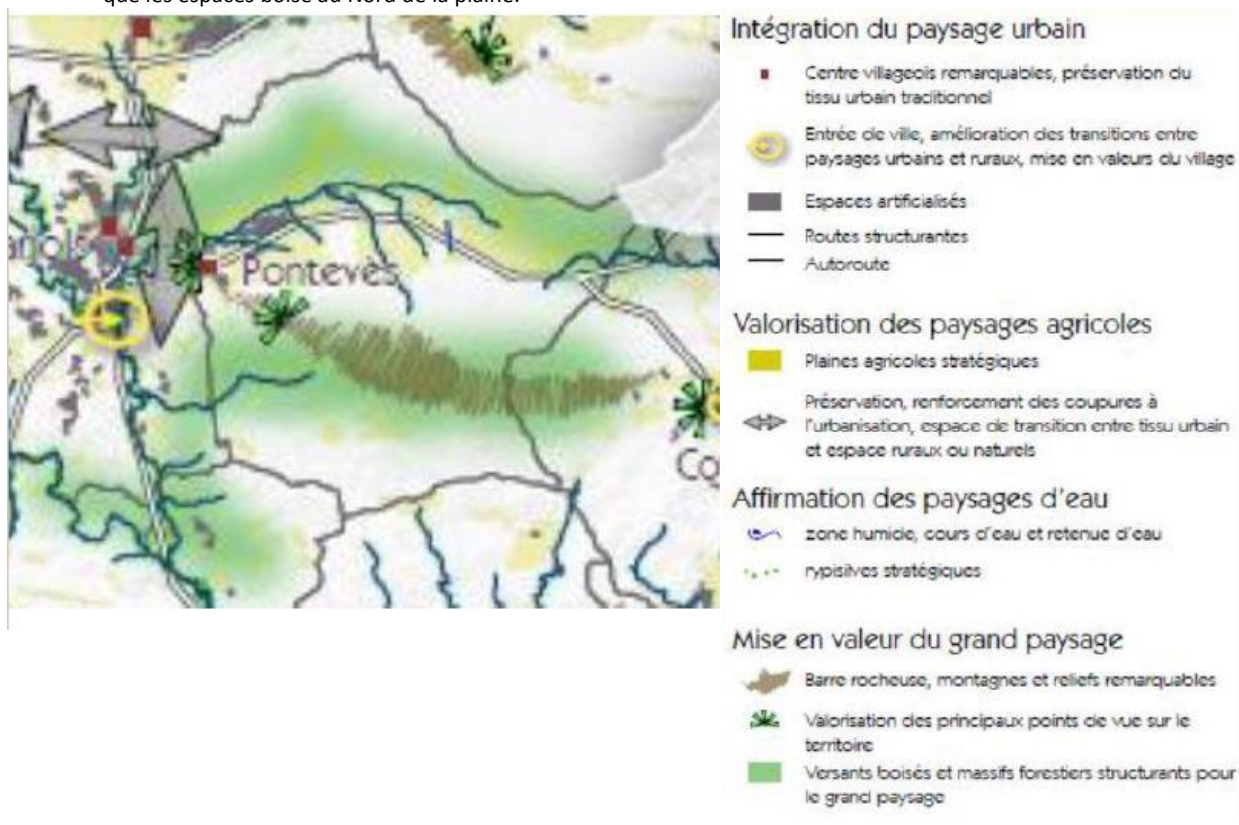 que les espaces boisé au Nord de la plaine.
Intégration du paysage urbain
Centre villageois remarquables, préservation du
tissu urbain traditionnel
Entrée de ville, amélioration des transitions entre
paysages urbains et ruraux, mise en valeurs du village
Espaces artificialisés
Routes structurantes
Autoroute
Pontevès
Co
Valorisation des paysages agricoles
Plaines agricoles stratégiques
Préservation, renforcement des coupures à
l'urbanisation, espace de transition entre tissu urbain
et espace ruraux ou naturels
Affirmation des paysages d'eau
zone humide, cours d'eau et retenue d'eau
rypisilves stratégiques
Mise en valeur du grand paysage
Barre rocheuse, montagnes et reliefs remarquables
Valorisation des principaux points de vue sur le
territoire
Versants boisés et massifs forestiers structurants pour
le grand paysage